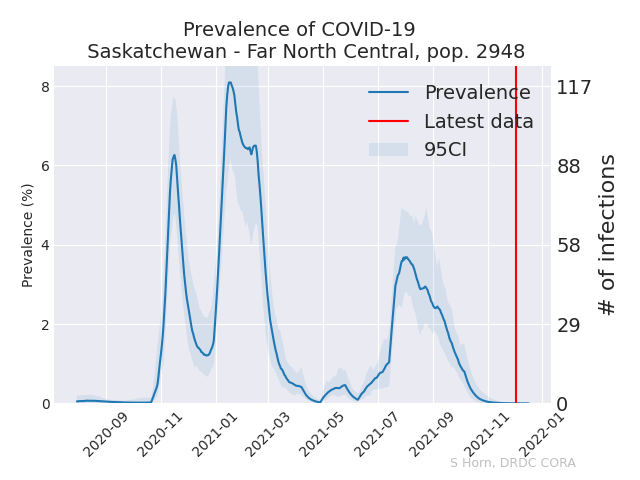 Prevalence of COVID-19
Saskatchewan - Far North Central, pop. 2948
Prevalence
Latest data
95CI
Prevalence (%)
8
6
4
2
0
117
88
58
29
0
# of infections
2020-09
2020-11
2021-01
2021-03
2021-05
2021-07
2021-09
2021-11
2022-01
S Horn, DRDC CORA